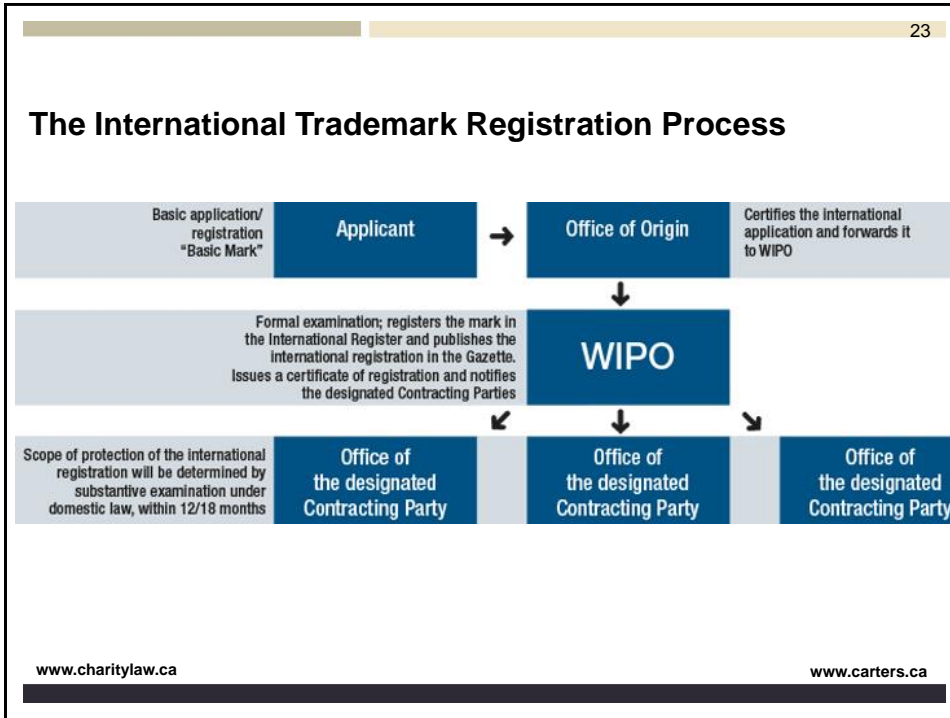 23
The International Trademark Registration Process
Basic application/
registration
“Basic Mark”
Applicant
Office of Origin
Certifies the international
application and forwards it
to WIPO
Formal examination; registers the mark in
the International Register and publishes the
international registration in the Gazette.
Issues a certificate of registration and notifies
the designated Contracting Parties
WIPO
Scope of protection of the international
registration will be determined by
substantive examination under
domestic law, within 12/18 months
Office of
the designated
Contracting Party
Office of
the designated
Contracting Party
Office of
the designated
Contracting Party
www.charitylaw.ca
www.carters.ca